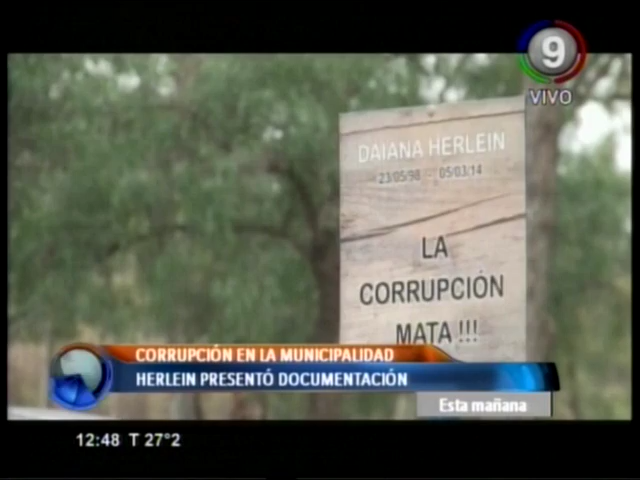 9
VIVO
DAIANA HERLEIN
23/05/98 - 05/03/14
LA
CORRUPCIÓN
MATA !!!
CORRUPCIÓN EN LA MUNICIPALIDAD
HERLEIN PRESENTÓ DOCUMENTACIÓN
Esta mañana
12:48 T 27°2